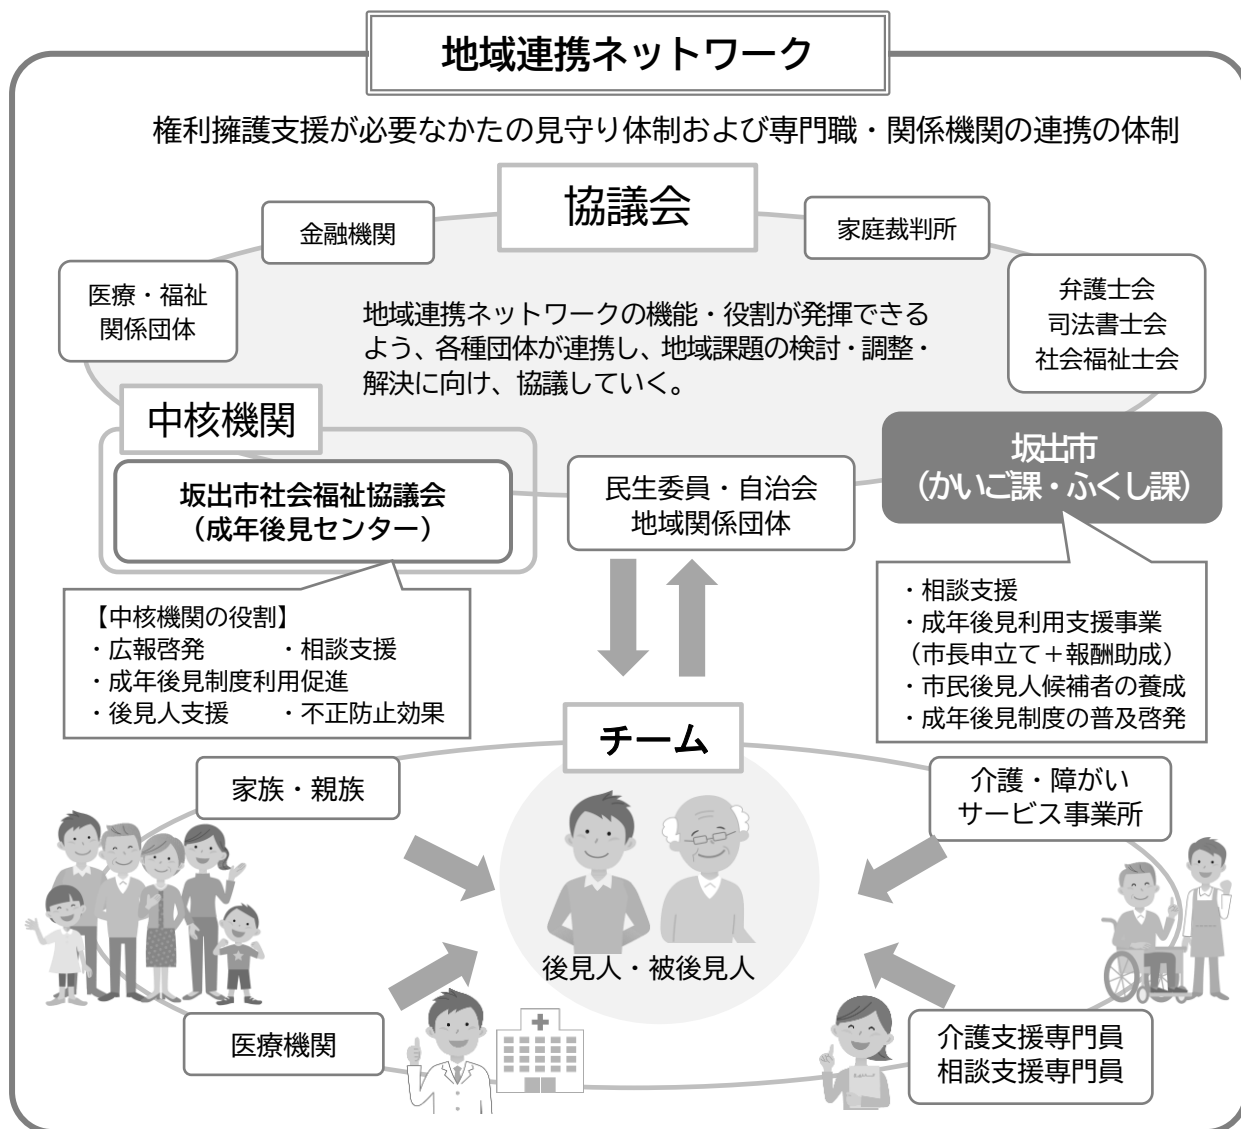 地域連携ネットワーク
権利擁護支援が必要なかたの見守り体制および専門職・関係機関の連携の体制
協議会
金融機関
家庭裁判所
医療・福祉
関係団体
弁護士会
司法書士会
社会福祉士会
地域連携ネットワークの機能・役割が発揮できる
よう、各種団体が連携し、地域課題の検討・調整・
解決に向け、協議していく。
中核機関
坂出市社会福祉協議会
（成年後見センター）
民生委員・自治会
地域関係団体
坂出市
（かいご課・ふくし課）
【中核機関の役割】
・広報啓発　　　・相談支援
・成年後見制度利用促進
・後見人支援　　・不正防止効果
・相談支援
・成年後見利用支援事業
（市長申立て＋報酬助成）
・市民後見人候補者の養成
・成年後見制度の普及啓発
チーム
家族・親族
介護・障がい
サービス事業所
後見人・被後見人
医療機関
介護支援専門員
相談支援専門員